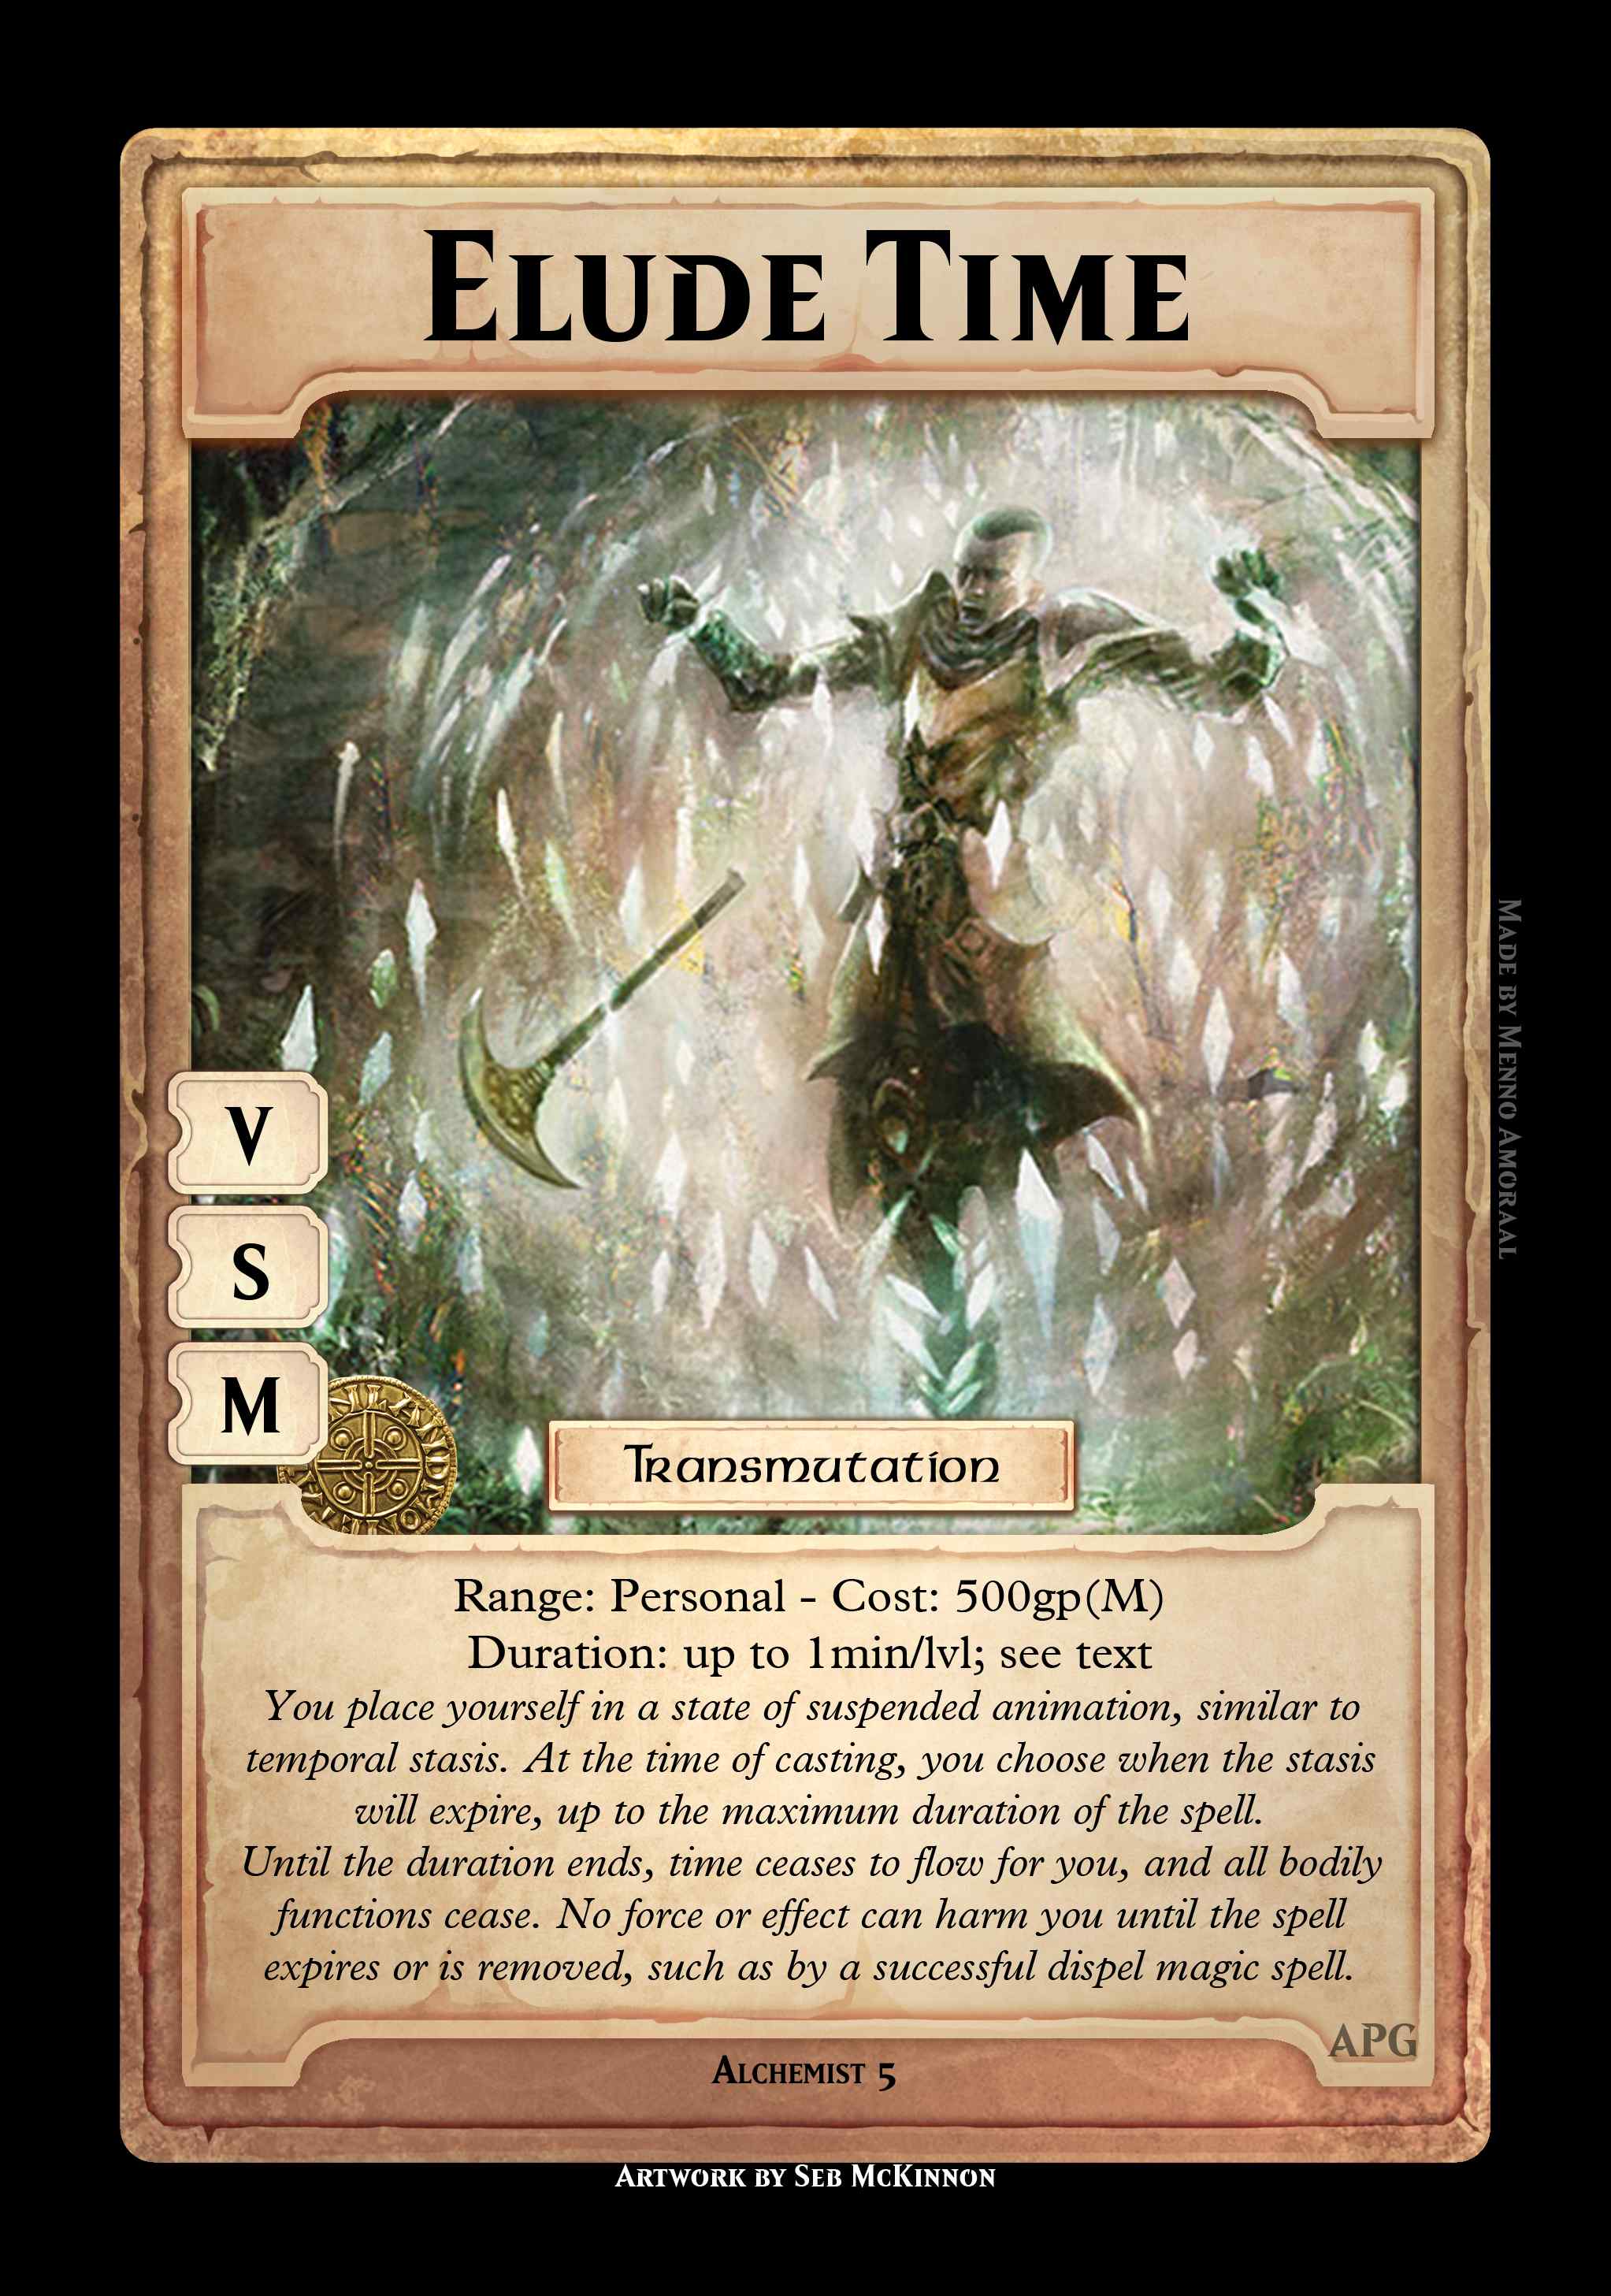 Elude Time
V
S
M
Transmutation
Range: Personal - Cost: 500gp(M)
Duration: up to 1min/lvl; see text
You place yourself in a state of suspended animation, similar to
temporal stasis. At the time of casting, you choose when the stasis
will expire, up to the maximum duration of the spell.
Until the duration ends, time ceases to flow for you, and all bodily
functions cease. No force or effect can harm you until the spell
expires or is removed, such as by a successful dispel magic spell.
APG
Alchemist 5
Artwork by Seb McKinnon
Made by Menno Amoraal